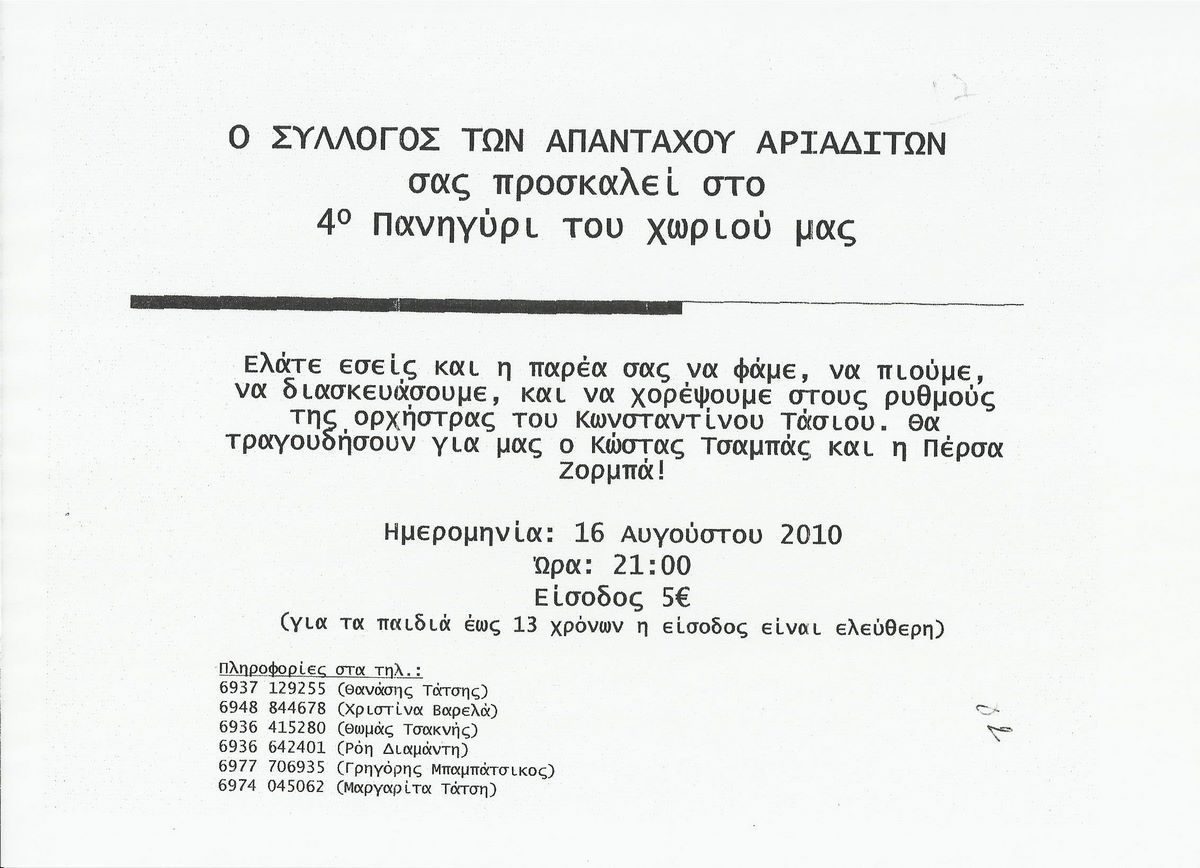 Ο ΣΥΛΛΟΓΟΣ ΤΩΝ ΑΠΑΝΤΑΧΟΥ ΑΡΙΑΔΙΤΩΝ
σας προσκαλεί στο
4ο Πανηγύρι του χωριού μας
Ελάτε εσείς και η παρέα σας να φάμε, να πιούμε,
να διασκευάσουμε, και να χορέψουμε στους ρυθμούς
της ορχήστρας του Κωνσταντίνου Τάσιου. Θα
τραγουδήσουν για μας ο Κώστας Τσαμπάς και η Πέρσα
Ζορμπά!
Ημερομηνία: 16 Αυγούστου 2010
Ώρα: 21:00
Είσοδος 5€
(για τα παιδιά έως 13 χρόνων η είσοδος είναι ελεύθερη)
Πληροφορίες στα τηλ.:
6937 129255 (Θανάσης Τάτσης)
6948 844678 (Χριστίνα Βαρελά)
6936 415280 (Θωμάς Τσακνής)
6936 642401 (Ρόη Διαμάντη)
6977 706935 (Γρηγόρης Μπαμπάτσικος)
6974 045062 (Μαργαρίτα Τάτση)